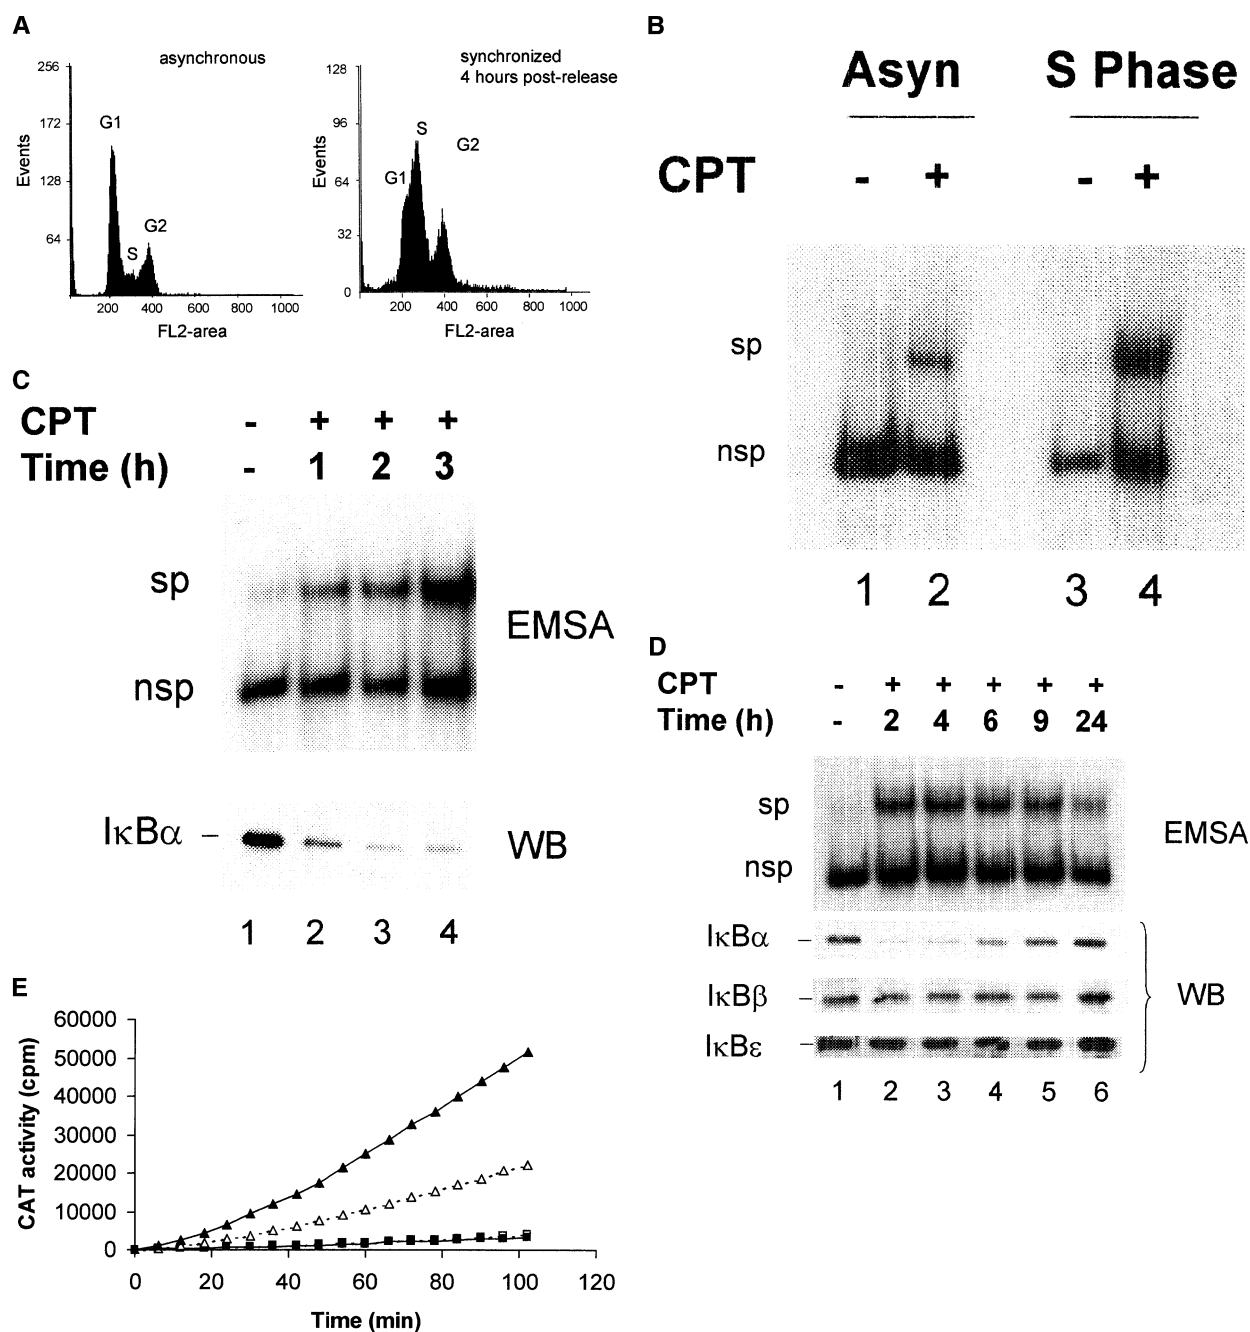 A
asynchronous
256
172
128
64
Events
G1
S
G2
200 400 600 800 1000
FL2-area
synchronized
4 hours post-release
128
96
64
32
0
Events
G1
S
G2
200 400 600 800 1000
FL2-area
B
Asyn S Phase
CPT - + - +
sp
nsp
1 2 3 4
C
CPT - + + +
Time (h) - 1 2 3
sp
EMSA
nsp
IκBα – WB
1 2 3 4
D
CPT - + + + + +
Time (h) - 2 4 6 9 24
sp
EMSA
nsp
IκBα –
IκBβ – WB
IκBε –
1 2 3 4 5 6
E
60000
50000
40000
30000
20000
10000
0
CAT activity (cpm)
0 20 40 60 80 100 120
Time (min)